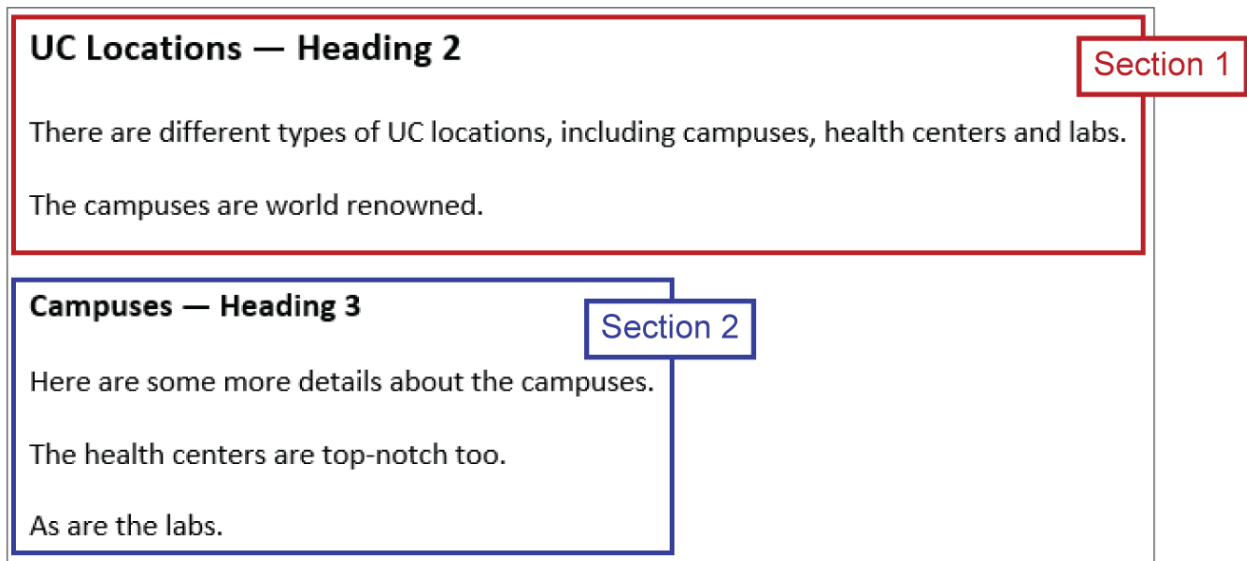 UC Locations — Heading 2
Section 1
There are different types of UC locations, including campuses, health centers and labs.
The campuses are world renowned.
Campuses — Heading 3
Section 2
Here are some more details about the campuses.
The health centers are top-notch too.
As are the labs.